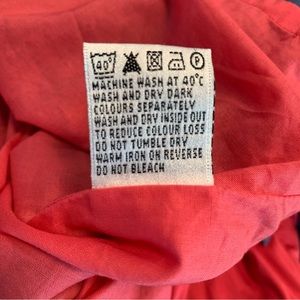 40° P
MACHINE WASH AT 40°C
WASH AND DRY DARK
COLOURS SEPARATELY
WASH AND DRY INSIDE OUT
TO REDUCE COLOUR LOSS
DO NOT TUMBLE DRY
WARM IRON ON REVERSE
DO NOT BLEACH